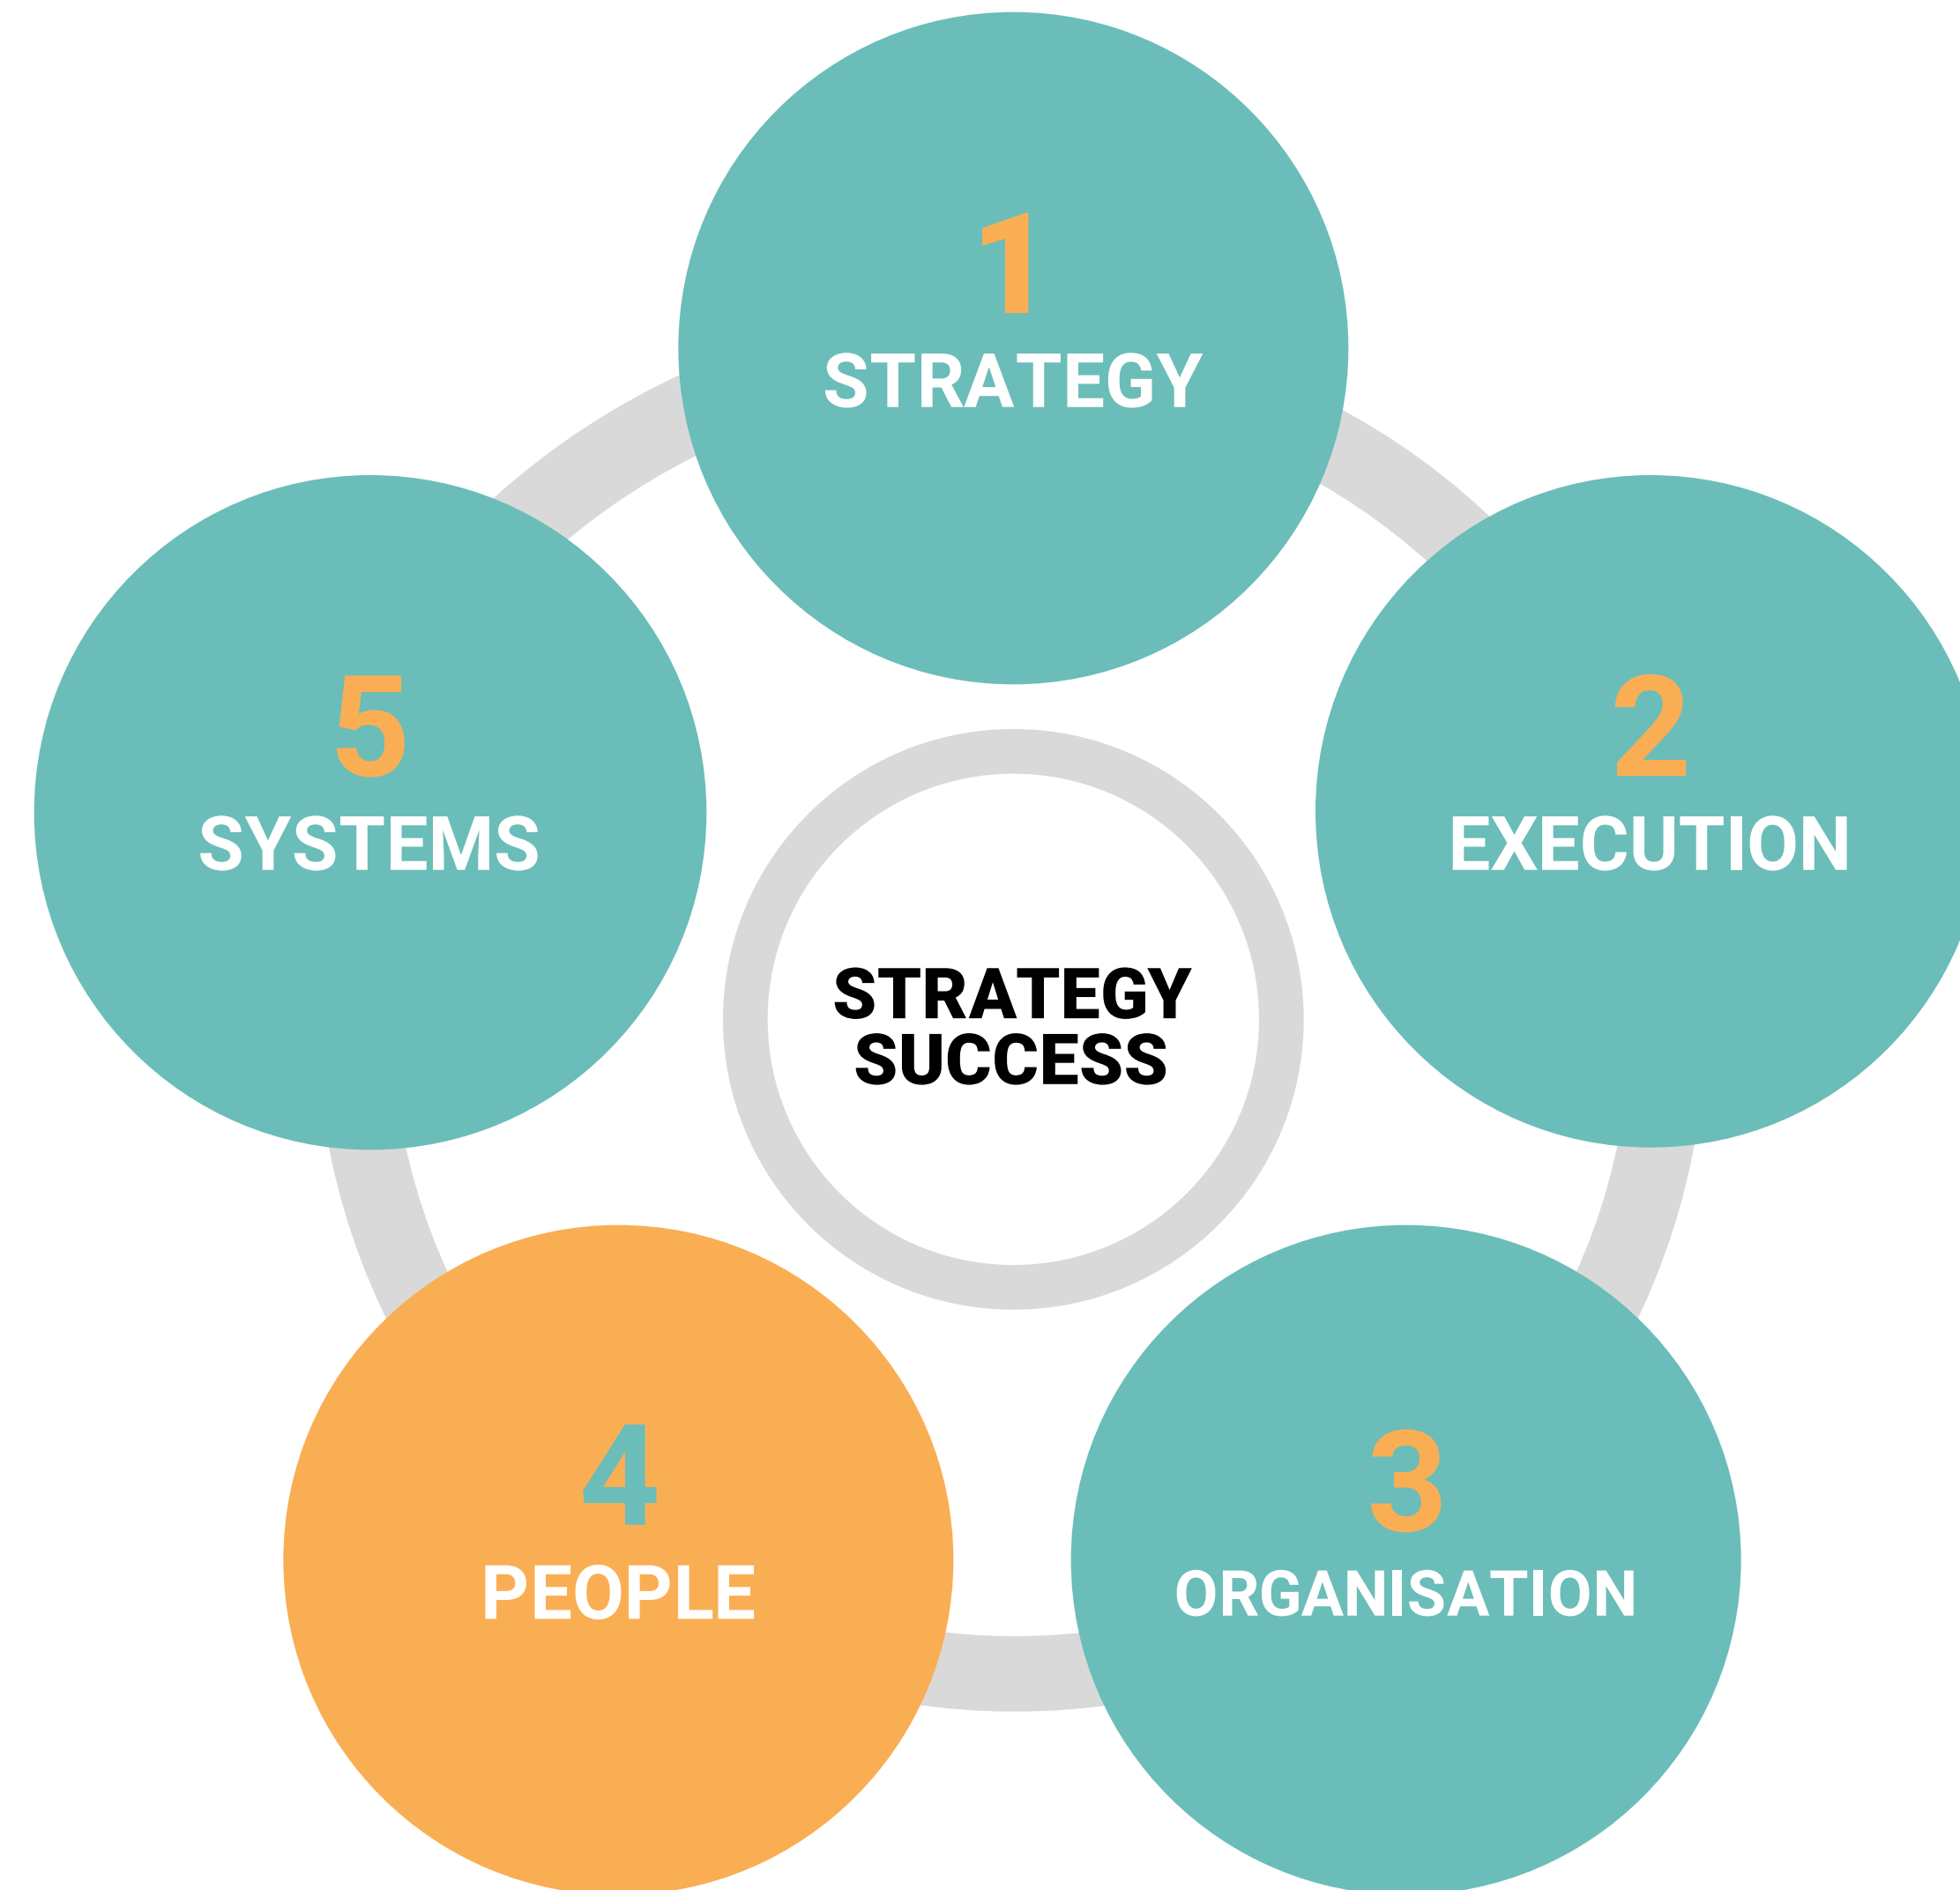 1
STRATEGY
2
EXECUTION
3
ORGANISATION
4
PEOPLE
5
SYSTEMS
STRATEGY
SUCCESS